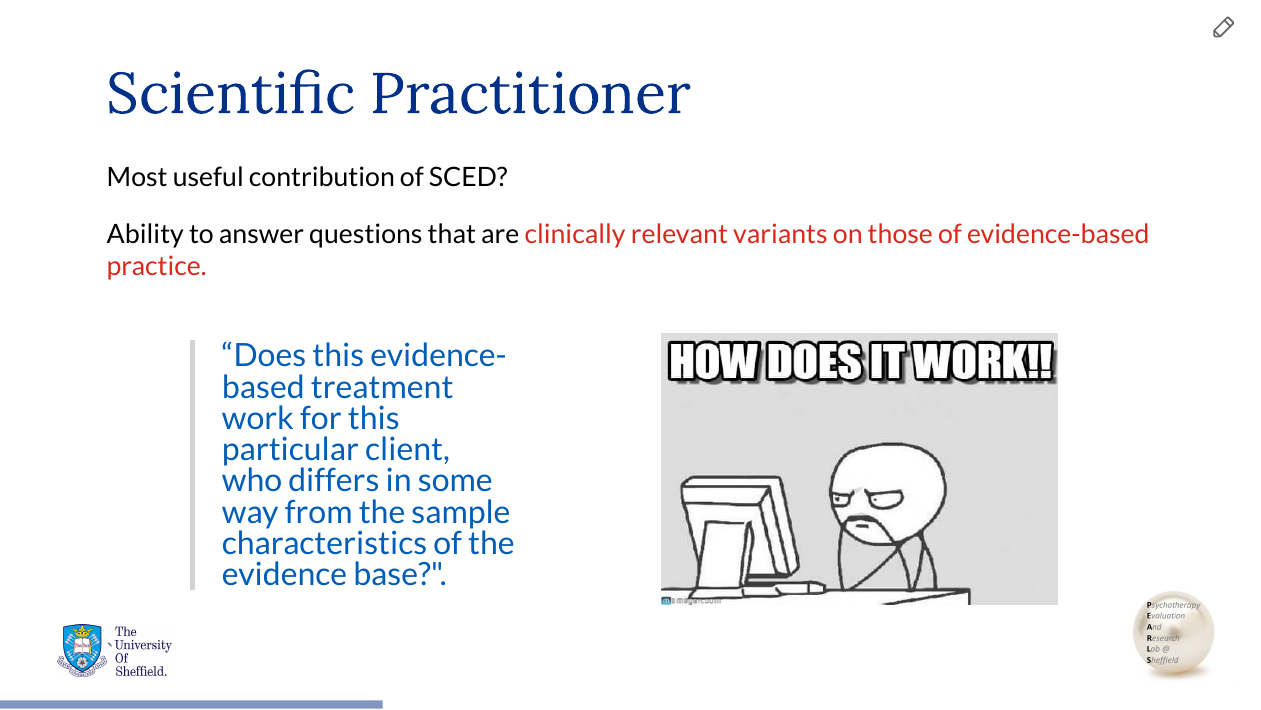 Scientific Practitioner
Most useful contribution of SCED?
Ability to answer questions that are clinically relevant variants on those of evidence-based
practice.
“Does this evidence-
based treatment
work for this
particular client,
who differs in some
way from the sample
characteristics of the
evidence base?".
HOW DOES IT WORK!!
The
University
Of
Sheffield.
Psychotherapy
Evaluation
And
Research
Lab @
Sheffield